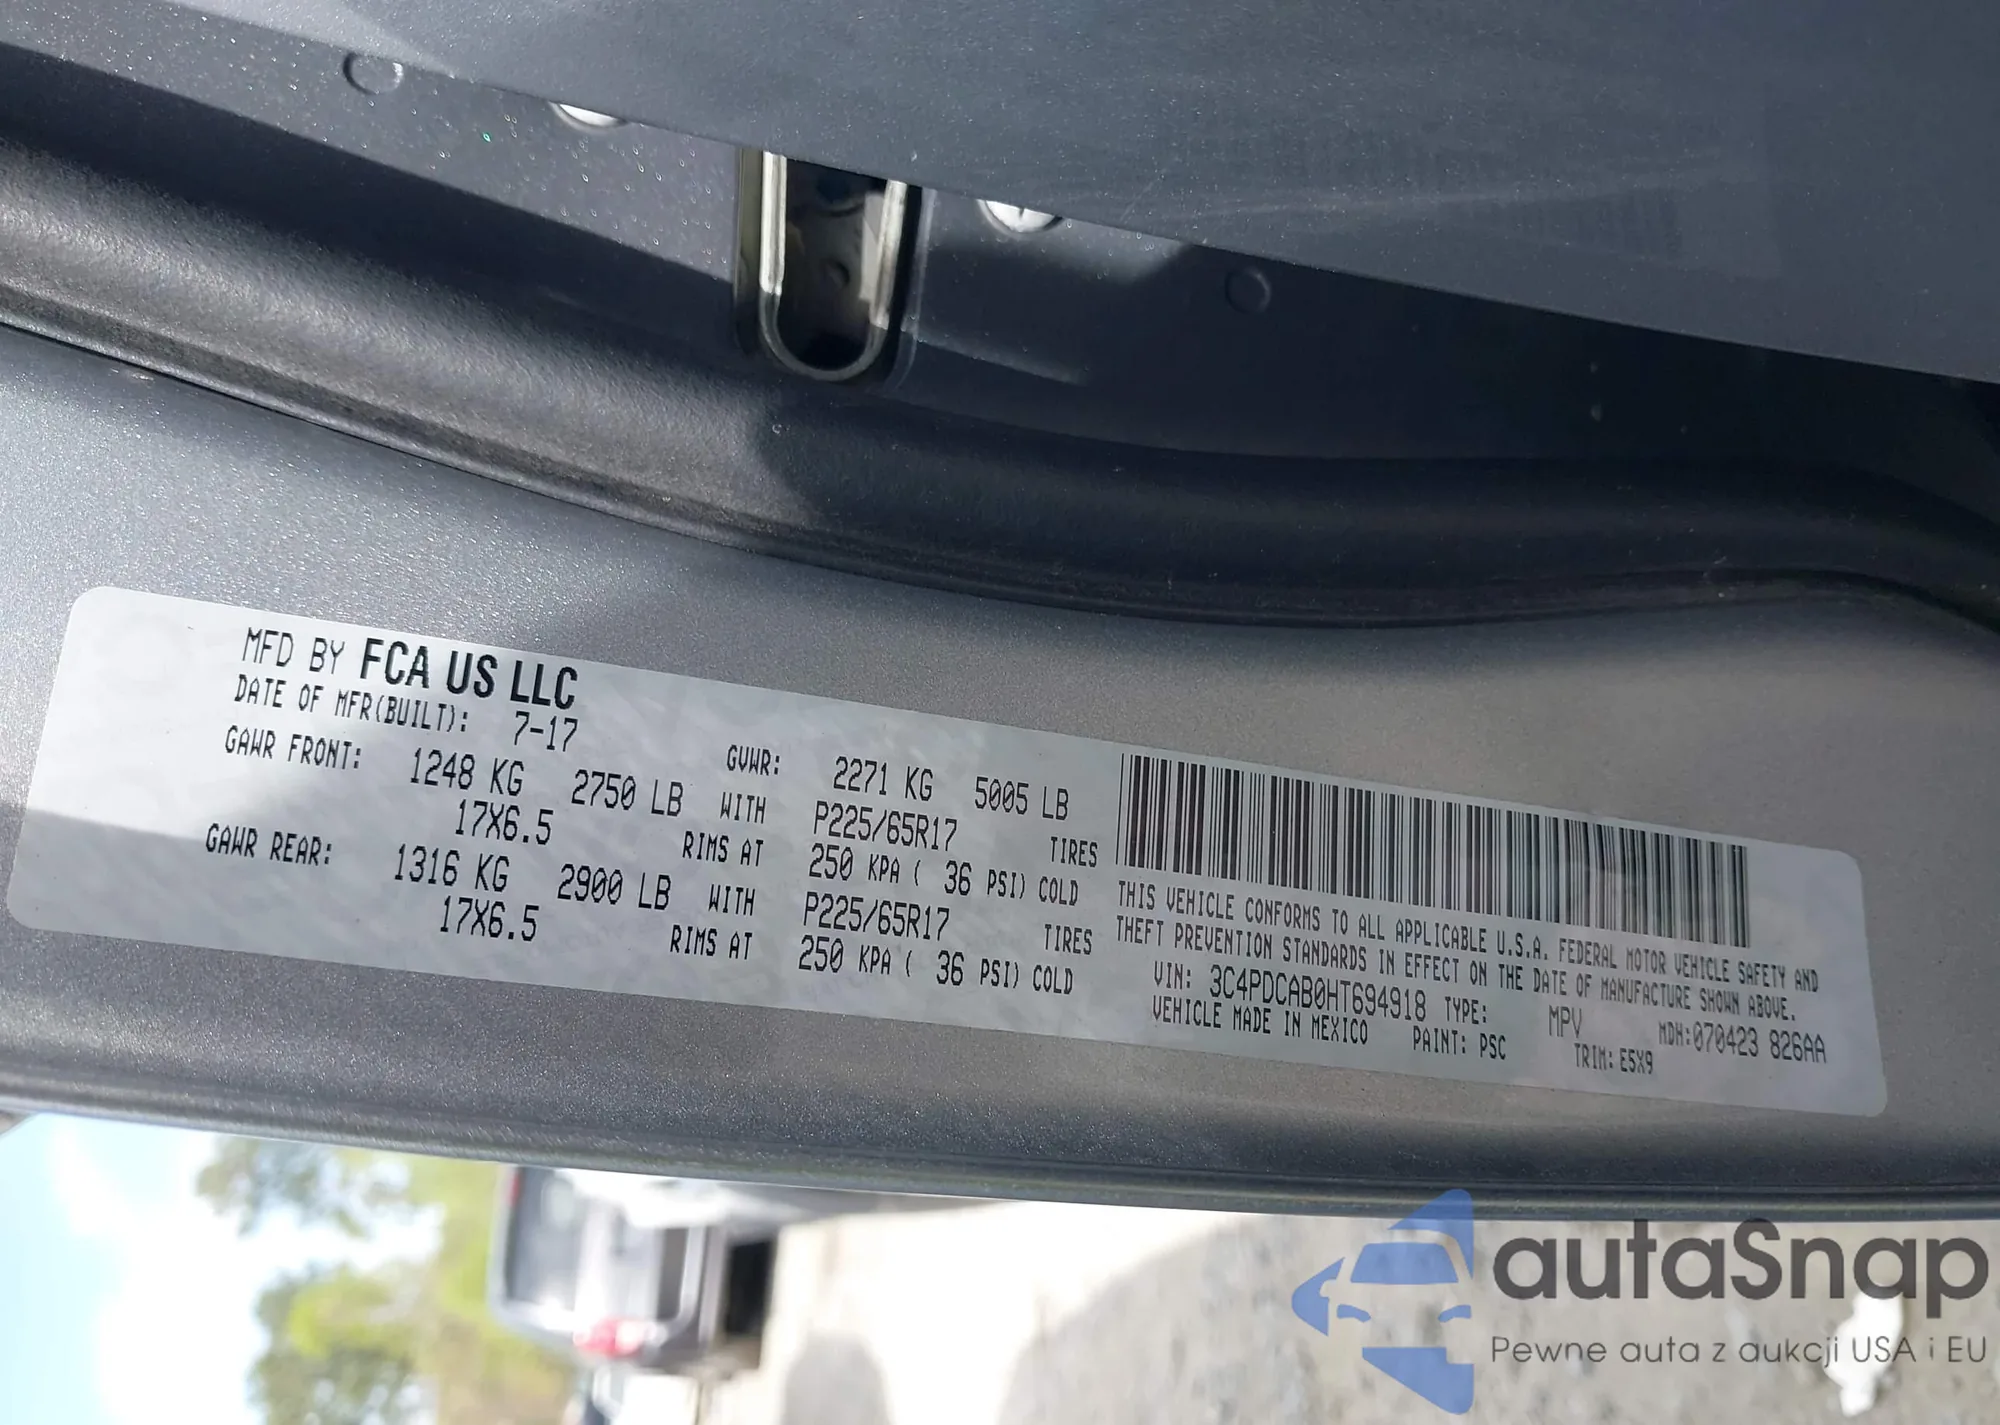 MFD BY FCA US LLC
DATE OF MFR(BUILT): 7-17 GVWR: 2271 KG 5005 LB
GAWR FRONT: 1248 KG 2750 LB WITH P225/65R17 TIRES
17X6.5 RIMS AT 250 KPA ( 36 PSI) COLD
GAWR REAR: 1316 KG 2900 LB WITH P225/65R17 TIRES
17X6.5 RIMS AT 250 KPA ( 36 PSI) COLD
THIS VEHICLE CONFORMS TO ALL APPLICABLE U.S.A. FEDERAL MOTOR VEHICLE SAFETY AND
THEFT PREVENTION STANDARDS IN EFFECT ON THE DATE OF MANUFACTURE SHOWN ABOVE.
VIN: 3C4PDCAB0HT694918 TYPE: MPV MDH:070423 826AA
VEHICLE MADE IN MEXICO PAINT: PSC TRIM: E5X9
autaSnap
Pewne auta z aukcji USA i EU